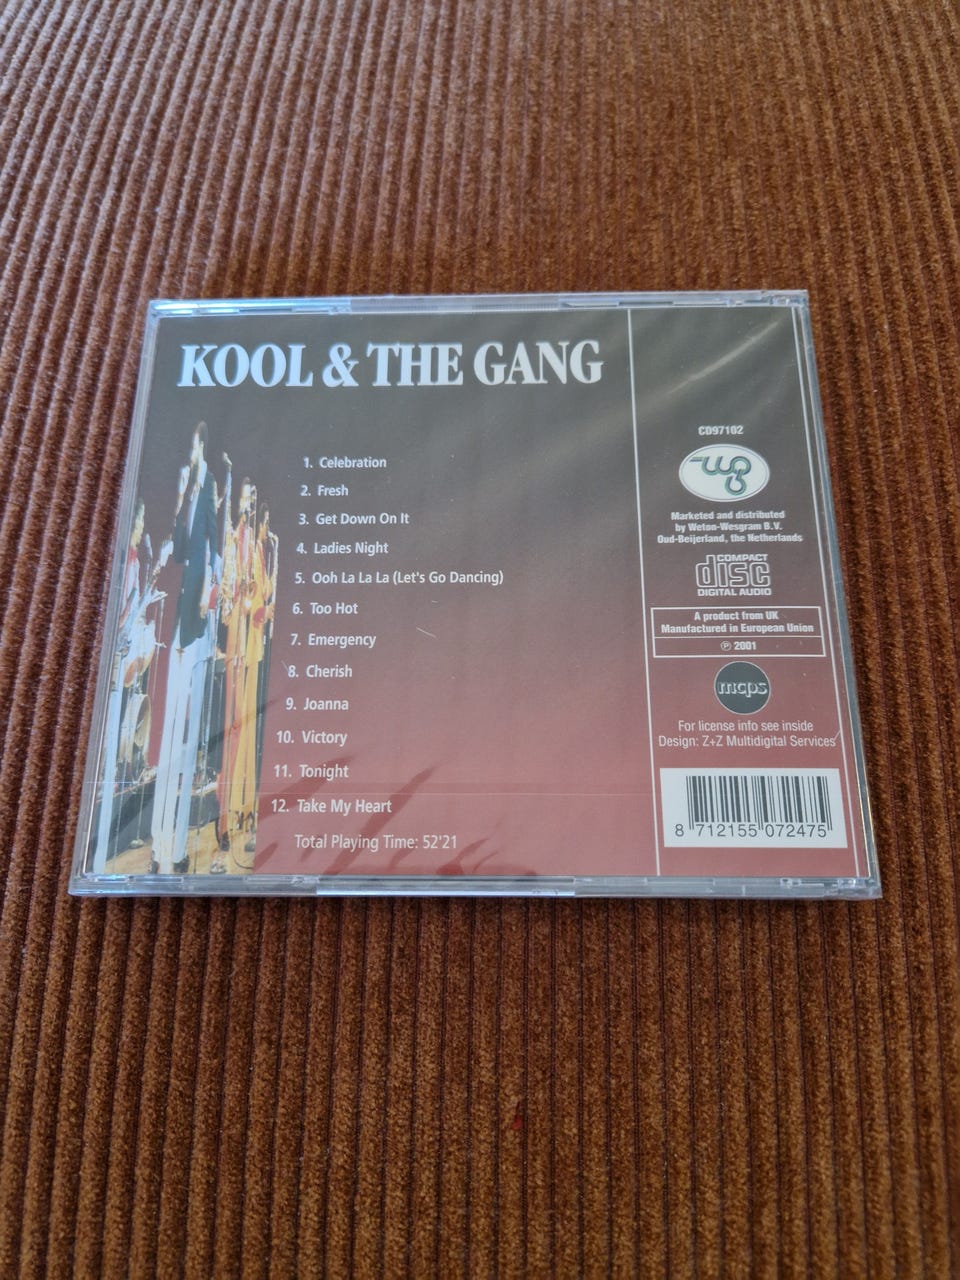 KOOL & THE GANG
1. Celebration
2. Fresh
3. Get Down On It
4. Ladies Night
5. Ooh La La La (Let's Go Dancing)
6. Too Hot
7. Emergency
8. Cherish
9. Joanna
10. Victory
11. Tonight
12. Take My Heart
Total Playing Time: 52'21
CD97102
wg
Marketed and distributed
by Weton-Wesgram B.V.
Oud-Beijerland, the Netherlands
COMPACT
disc
DIGITAL AUDIO
A product from UK
Manufactured in European Union
℗ 2001
mcps
For license info see inside
Design: Z+Z Multidigital Services
8 712155 072475